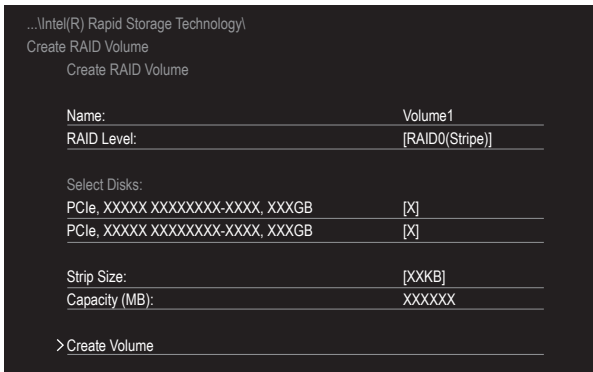 ...\Intel(R) Rapid Storage Technology\
Create RAID Volume
Create RAID Volume
Name: Volume1
RAID Level: [RAID0(Stripe)]
Select Disks:
PCIe, XXXXX XXXXXXXX-XXXX, XXXGB [X]
PCIe, XXXXX XXXXXXXX-XXXX, XXXGB [X]
Strip Size: [XXKB]
Capacity (MB): XXXXXX
>Create Volume